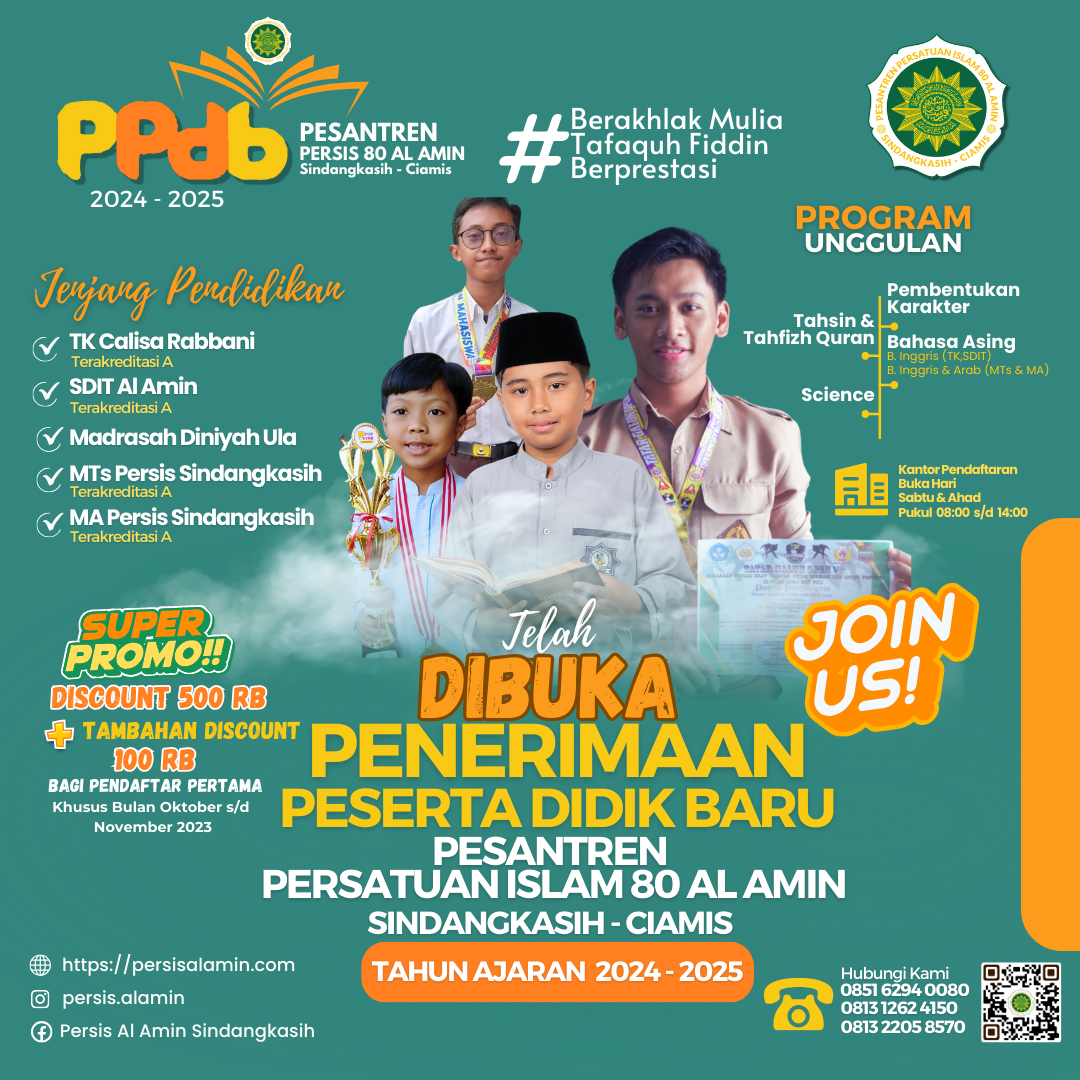 PPdb
2024 - 2025
PESANTREN
PERSIS 80 AL AMIN
Sindangkasih - Ciamis
#
Berakhlak Mulia
Tafaquh Fiddin
Berprestasi
PESANTREN PERSATUAN ISLAM 80 AL AMIN
SINDANGKASIH - CIAMIS
PROGRAM
UNGGULAN
Pembentukan
Karakter
Tahsin &
Tahfizh Quran
Bahasa Asing
B. Inggris (TK,SDIT)
B. Inggris & Arab (MTs & MA)
Science
Kantor Pendaftaran
Buka Hari
Sabtu & Ahad
Pukul 08:00 s/d 14:00
Jenjang Pendidikan
TK Calisa Rabbani
Terakreditasi A
SDIT Al Amin
Terakreditasi A
Madrasah Diniyah Ula
MTs Persis Sindangkasih
Terakreditasi A
MA Persis Sindangkasih
Terakreditasi A
MAHASISWA
TATAR GALUH OPEN V
SUPER
PROMO!!
DISCOUNT 500 RB
+ TAMBAHAN DISCOUNT
100 RB
BAGI PENDAFTAR PERTAMA
Khusus Bulan Oktober s/d
November 2023
JOIN
US!
Telah
DIBUKA
PENERIMAAN
PESERTA DIDIK BARU
PESANTREN
PERSATUAN ISLAM 80 AL AMIN
SINDANGKASIH - CIAMIS
TAHUN AJARAN 2024 - 2025
https://persisalamin.com
persis.alamin
Persis Al Amin Sindangkasih
Hubungi Kami
0851 6294 0080
0813 1262 4150
0813 2205 8570